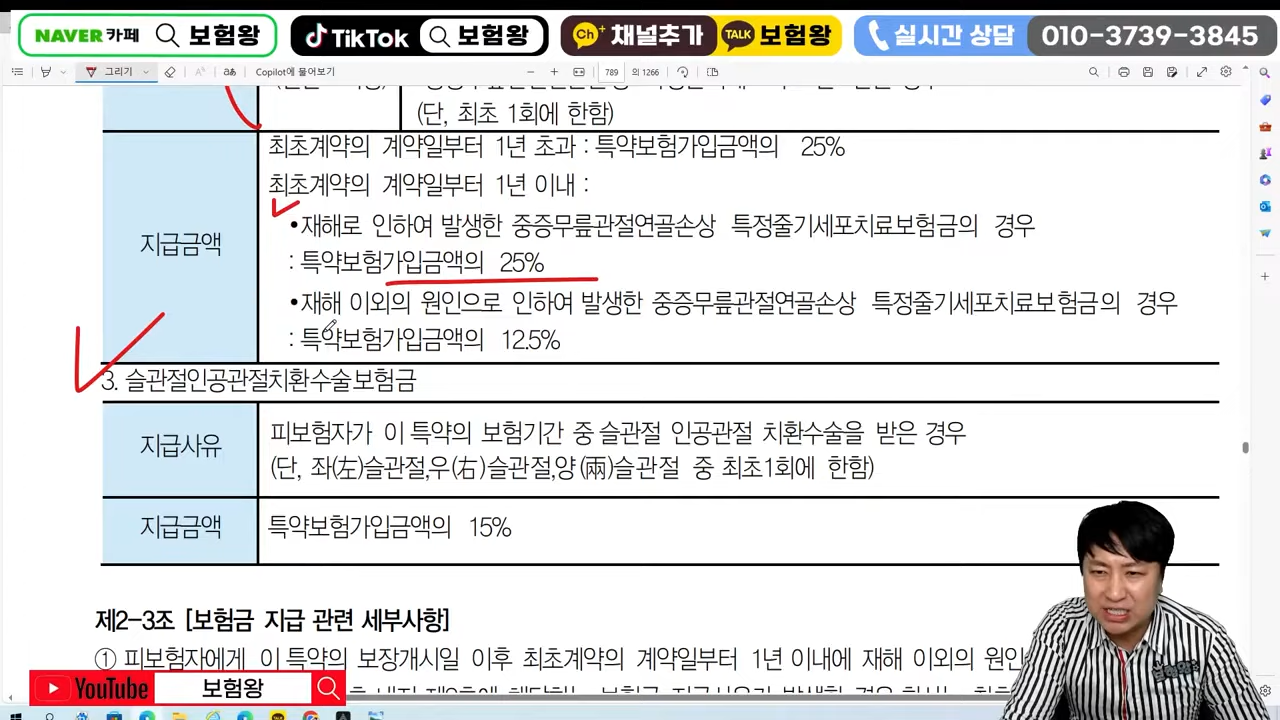 NAVER 카페 보험왕
TikTok 보험왕
Ch+ 채널추가 TALK 보험왕
실시간 상담 010-3739-3845
그리기
가あ
Copilot에 물어보기
789 의 1266
(단, 최초 1회에 한함)
지급금액
최초계약의 계약일부터 1년 초과 : 특약보험가입금액의 25%
최초계약의 계약일부터 1년 이내 :
•재해로 인하여 발생한 중증무릎관절연골손상 특정줄기세포치료보험금의 경우
: 특약보험가입금액의 25%
•재해 이외의 원인으로 인하여 발생한 중증무릎관절연골손상 특정줄기세포치료보험금의 경우
: 특약보험가입금액의 12.5%
3. 슬관절인공관절치환수술보험금
지급사유
피보험자가 이 특약의 보험기간 중 슬관절 인공관절 치환수술을 받은 경우
(단, 좌(左)슬관절,우(右)슬관절,양(兩)슬관절 중 최초1회에 한함)
지급금액
특약보험가입금액의 15%
제2-3조 [보험금 지급 관련 세부사항]
① 피보험자에게 이 특약의 보장개시일 이후 최초계약의 계약일부터 1년 이내에 재해 이외의 원인
YouTube 보험왕